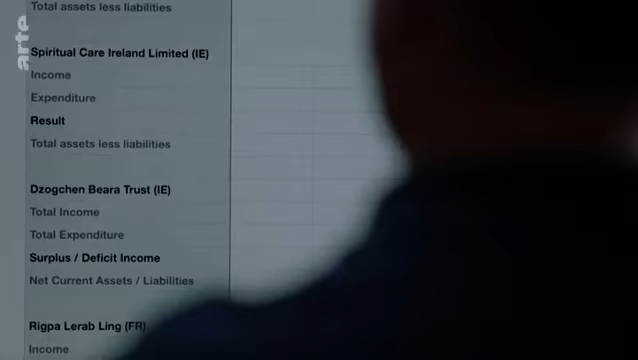 arte
Total assets less liabilities
Spiritual Care Ireland Limited (IE)
Income
Expenditure
Result
Total assets less liabilities
Dzogchen Beara Trust (IE)
Total Income
Total Expenditure
Surplus / Deficit Income
Net Current Assets / Liabilities
Rigpa Lerab Ling (FR)
Income